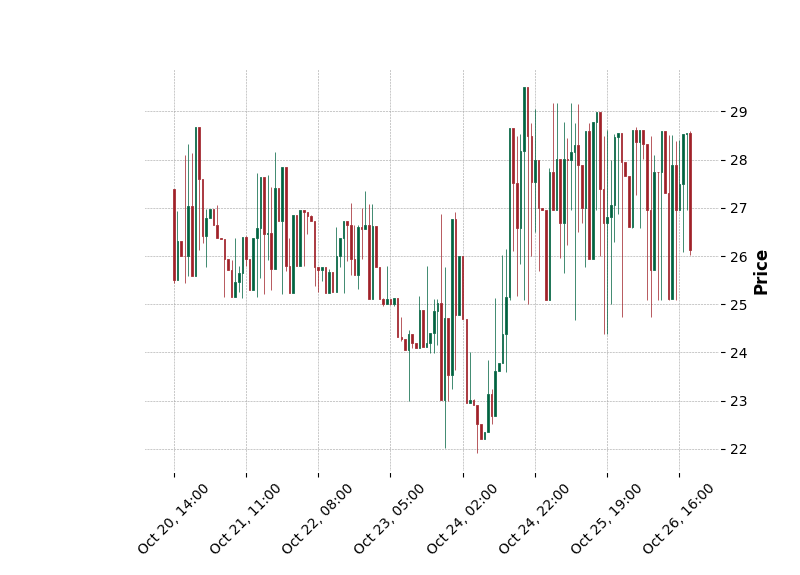 29
28
27
26
25
24
23
22
Price
Oct 20, 14:00
Oct 21, 11:00
Oct 22, 08:00
Oct 23, 05:00
Oct 24, 02:00
Oct 24, 22:00
Oct 25, 19:00
Oct 26, 16:00